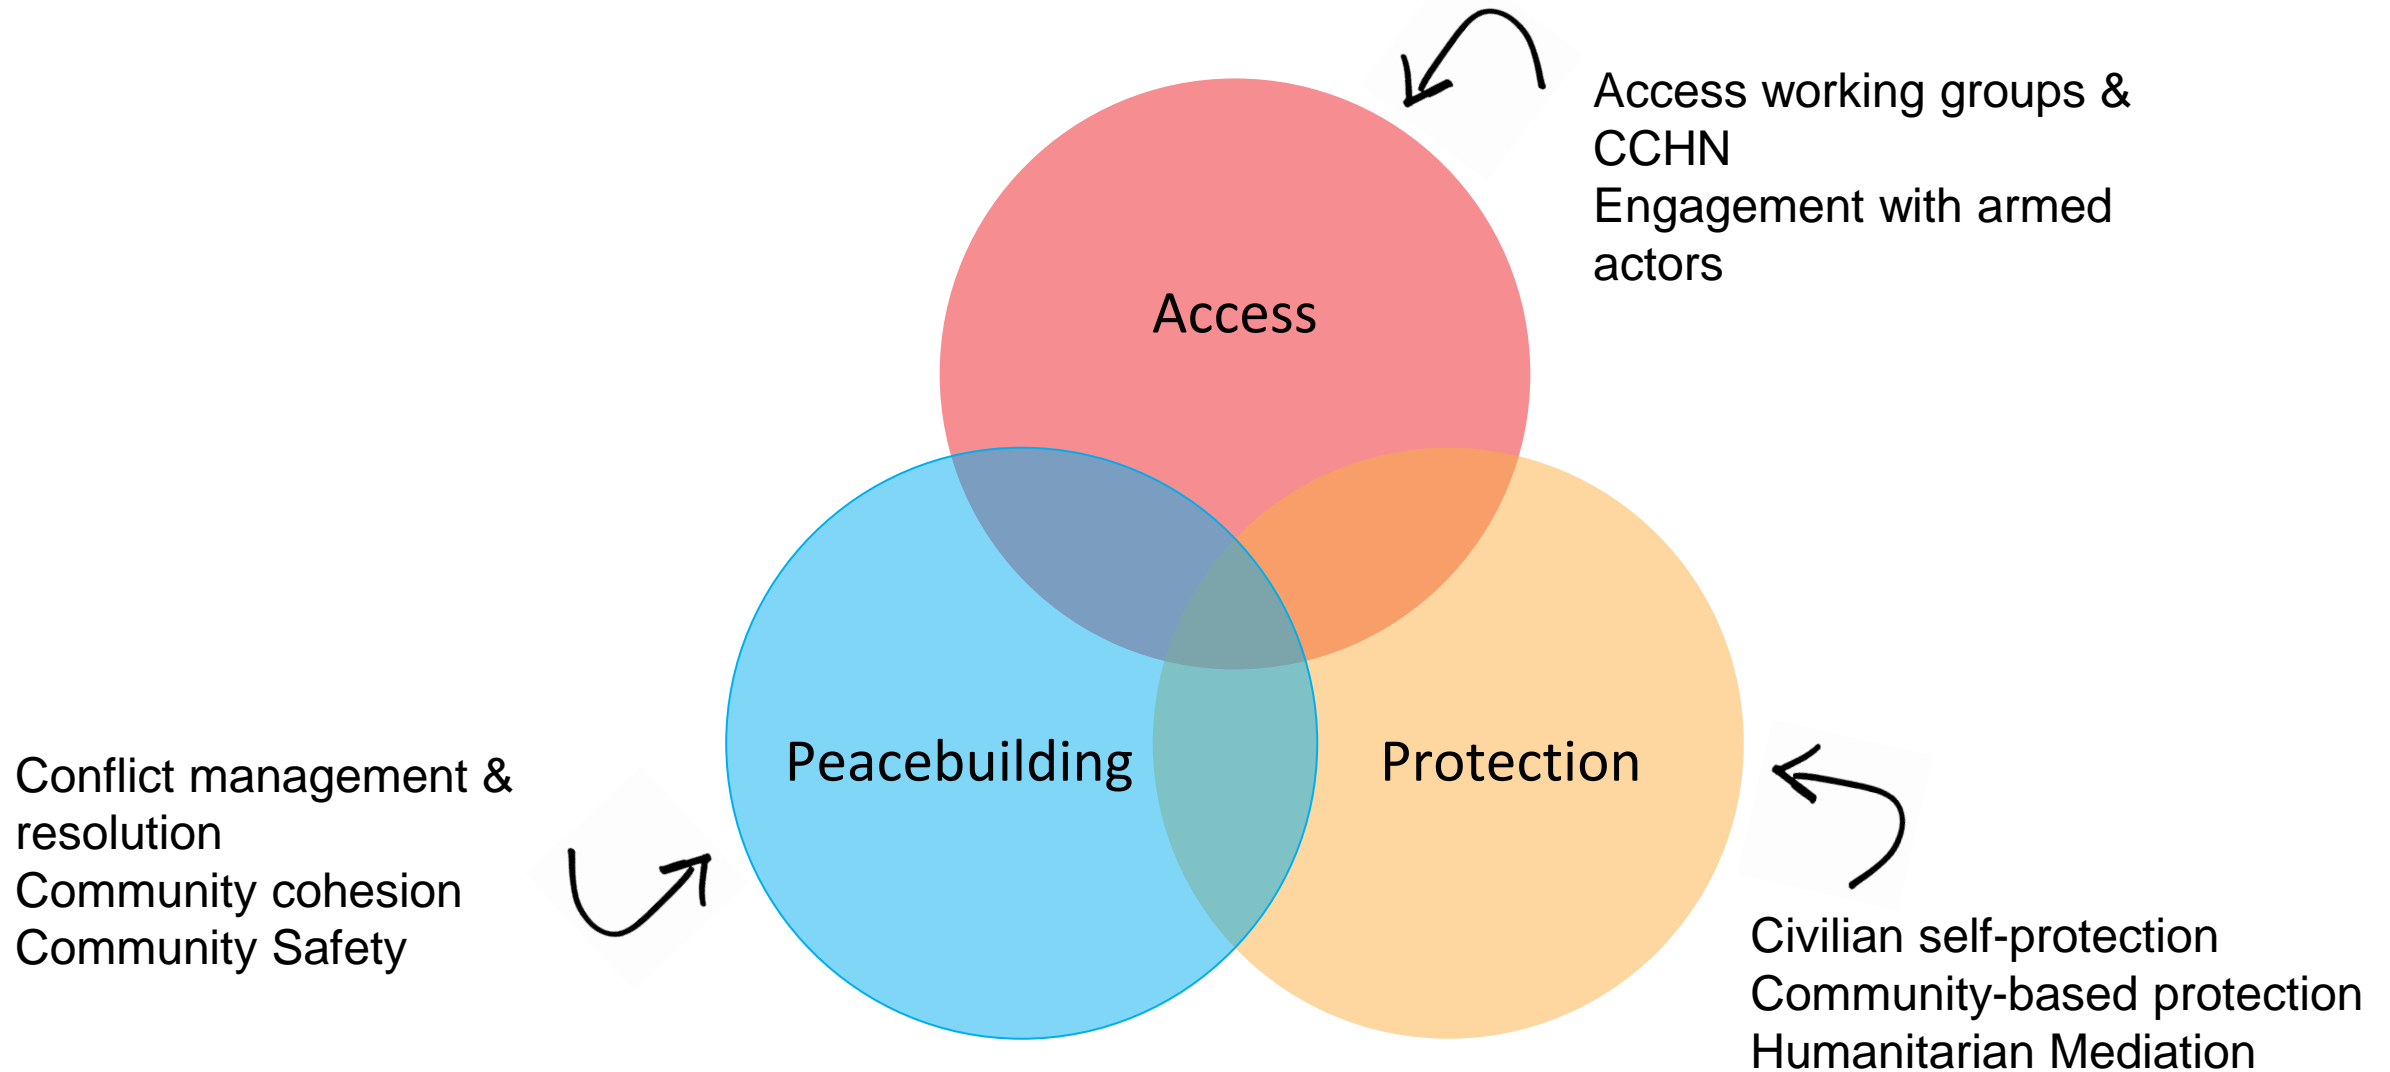 Access working groups &
CCHN
Engagement with armed
actors
Access
Peacebuilding
Protection
Conflict management &
resolution
Community cohesion
Community Safety
Civilian self-protection
Community-based protection
Humanitarian Mediation